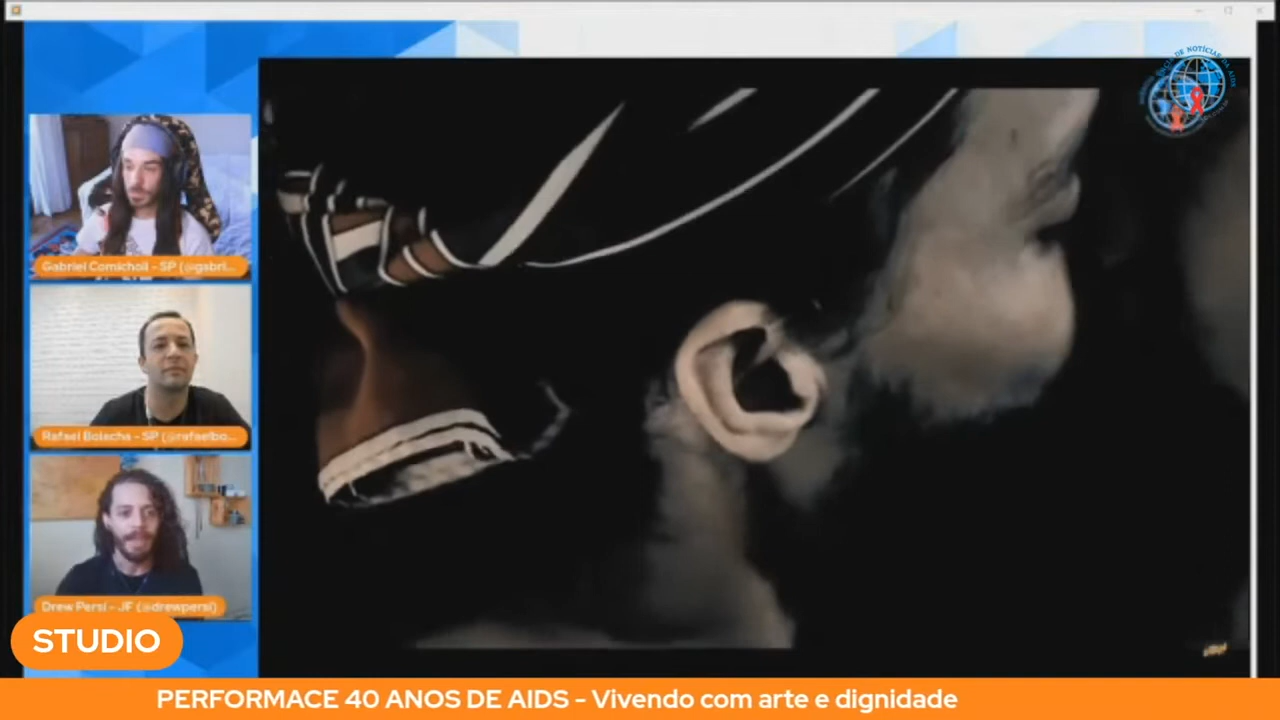 Gabriel Comicholi - SP (@gabri...
Rafael Bolacha - SP (@rafaelbo...
Drew Persi - JF (@drewpersi)
STUDIO
PERFORMACE 40 ANOS DE AIDS - Vivendo com arte e dignidade